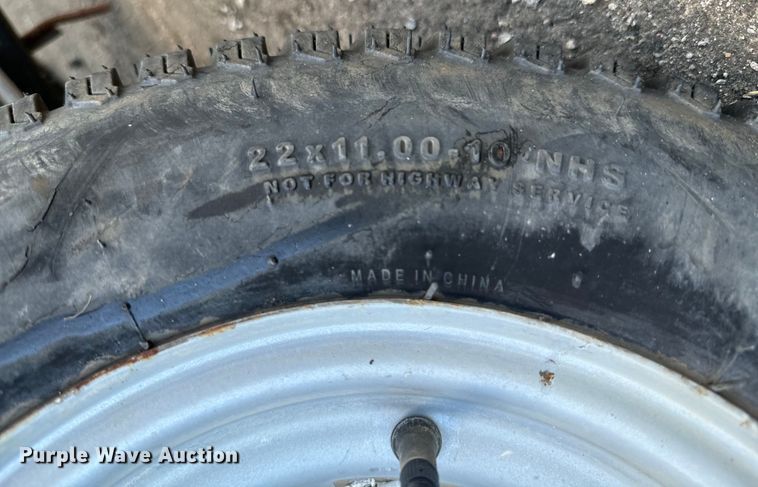 22x11.00-10 NHS
NOT FOR HIGHWAY SERVICE
MADE IN CHINA
Purple Wave Auction